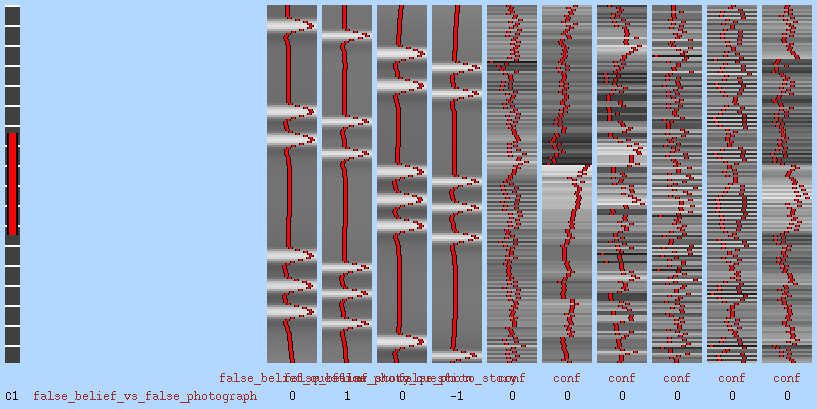 conf conf conf conf conf conf
C1 false_belief_vs_false_photograph 0 1 0 -1 0 0 0 0 0 0